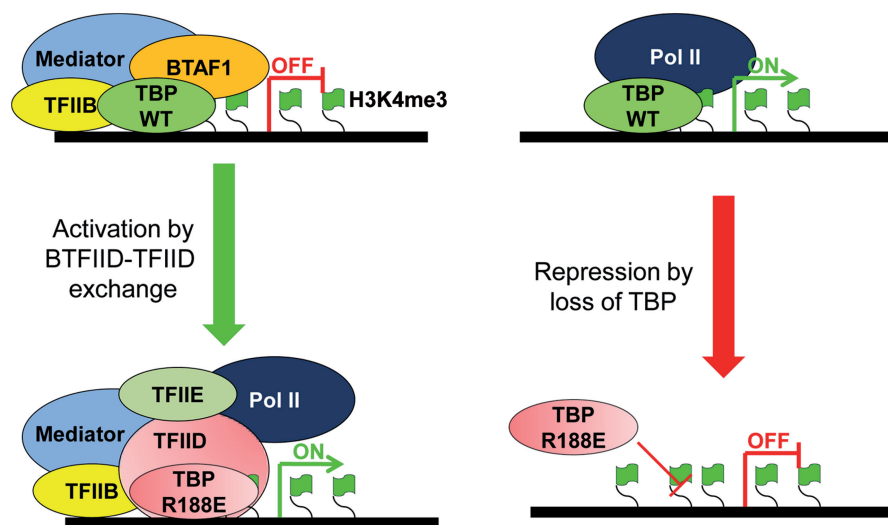 Mediator
BTAF1
OFF
TFIIB
TBP
WT
H3K4me3
Pol II
ON
TBP
WT
Activation by
BTFIID-TFIID
exchange
Repression by
loss of TBP
TFIIE
Pol II
Mediator
TFIID
ON
TFIIB
TBP
R188E
TBP
R188E
OFF